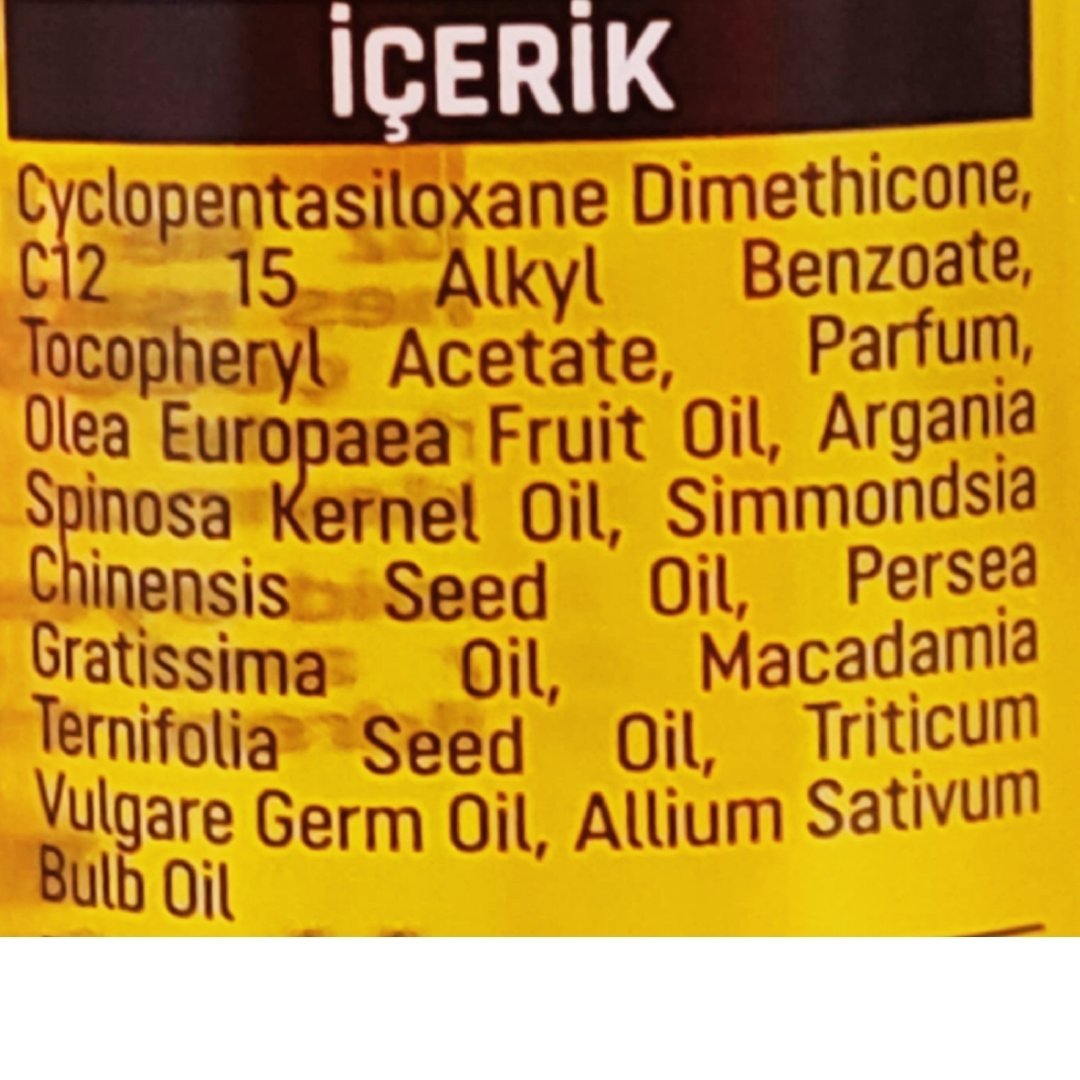 İÇERİK
Cyclopentasiloxane Dimethicone,
C12 15 Alkyl Benzoate,
Tocopheryl Acetate, Parfum,
Olea Europaea Fruit Oil, Argania
Spinosa Kernel Oil, Simmondsia
Chinensis Seed Oil, Persea
Gratissima Oil, Macadamia
Ternifolia Seed Oil, Triticum
Vulgare Germ Oil, Allium Sativum
Bulb Oil